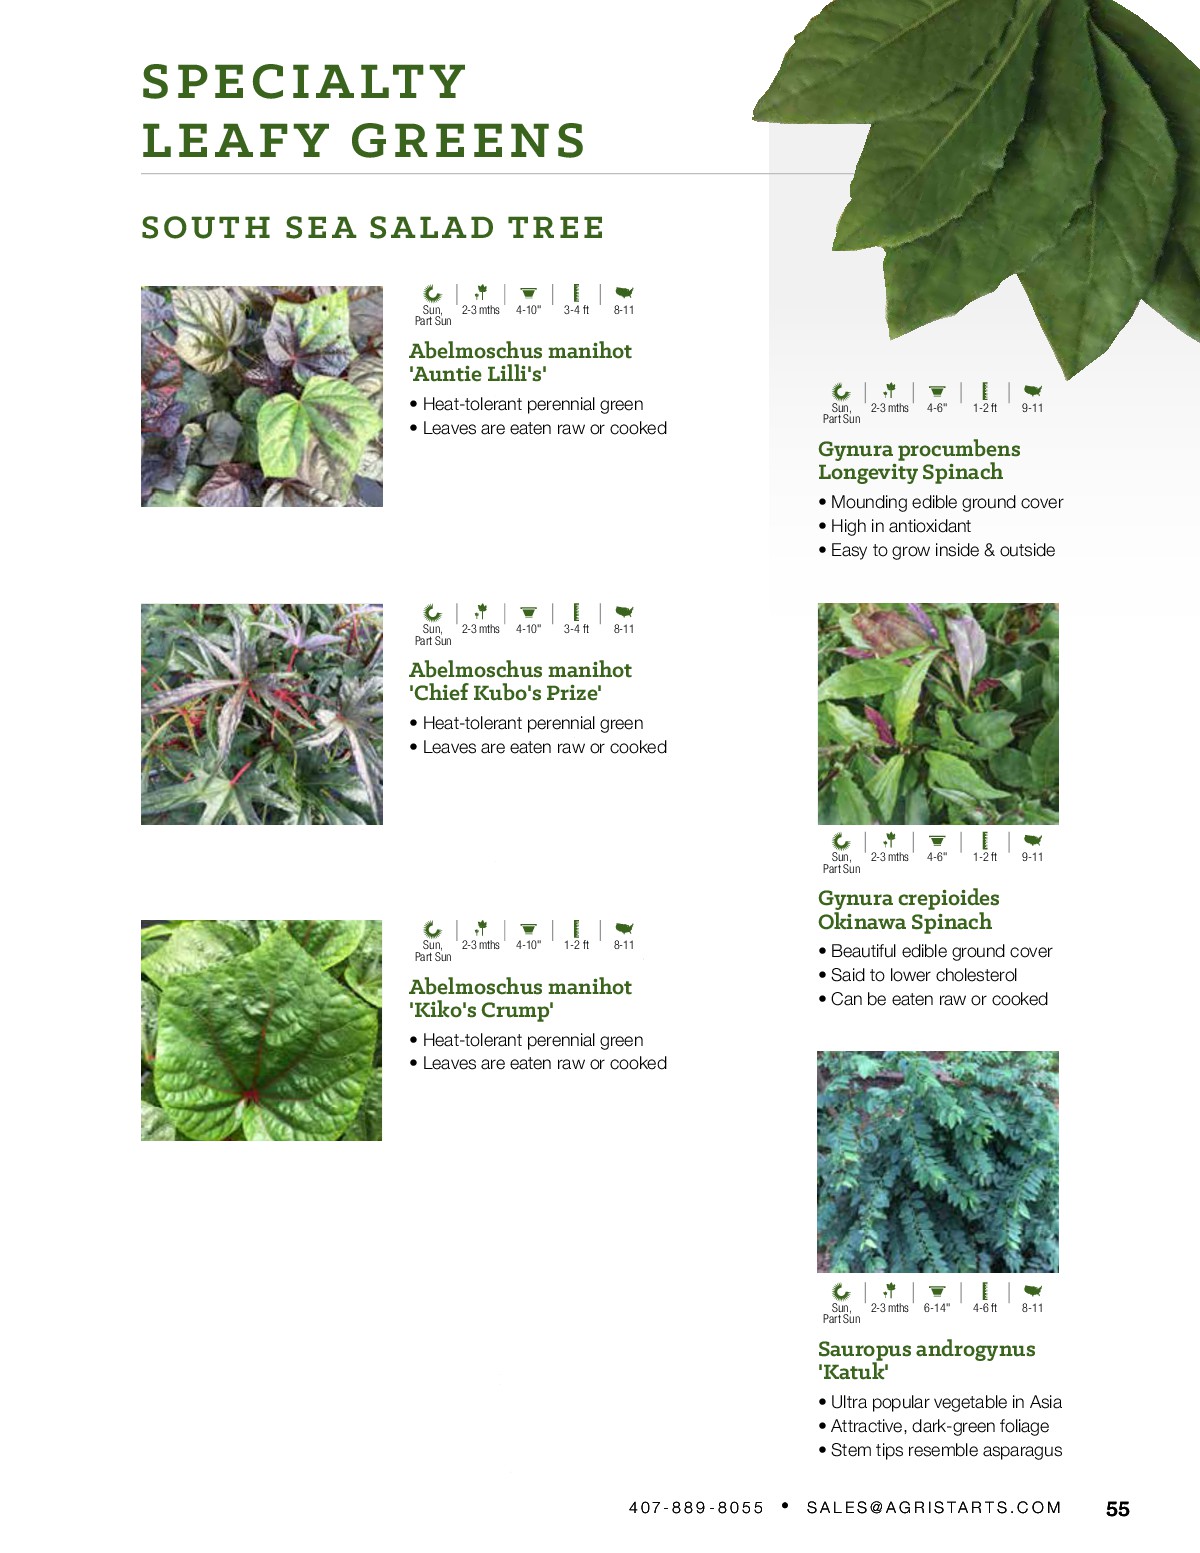 SPECIALTY
LEAFY GREENS
SOUTH SEA SALAD TREE
Sun, Part Sun 2-3 mths 4-10" 3-4 ft 8-11
Abelmoschus manihot
'Auntie Lilli's'
• Heat-tolerant perennial green
• Leaves are eaten raw or cooked
Sun, Part Sun 2-3 mths 4-10" 3-4 ft 8-11
Abelmoschus manihot
'Chief Kubo's Prize'
• Heat-tolerant perennial green
• Leaves are eaten raw or cooked
Sun, Part Sun 2-3 mths 4-10" 1-2 ft 8-11
Abelmoschus manihot
'Kiko's Crump'
• Heat-tolerant perennial green
• Leaves are eaten raw or cooked
Sun, Part Sun 2-3 mths 4-6" 1-2 ft 9-11
Gynura procumbens
Longevity Spinach
• Mounding edible ground cover
• High in antioxidant
• Easy to grow inside & outside
Sun, Part Sun 2-3 mths 4-6" 1-2 ft 9-11
Gynura crepioides
Okinawa Spinach
• Beautiful edible ground cover
• Said to lower cholesterol
• Can be eaten raw or cooked
Sun, Part Sun 2-3 mths 6-14" 4-6 ft 8-11
Sauropus androgynus
'Katuk'
• Ultra popular vegetable in Asia
• Attractive, dark-green foliage
• Stem tips resemble asparagus
407-889-8055 • SALES@AGRISTARTS.COM 55